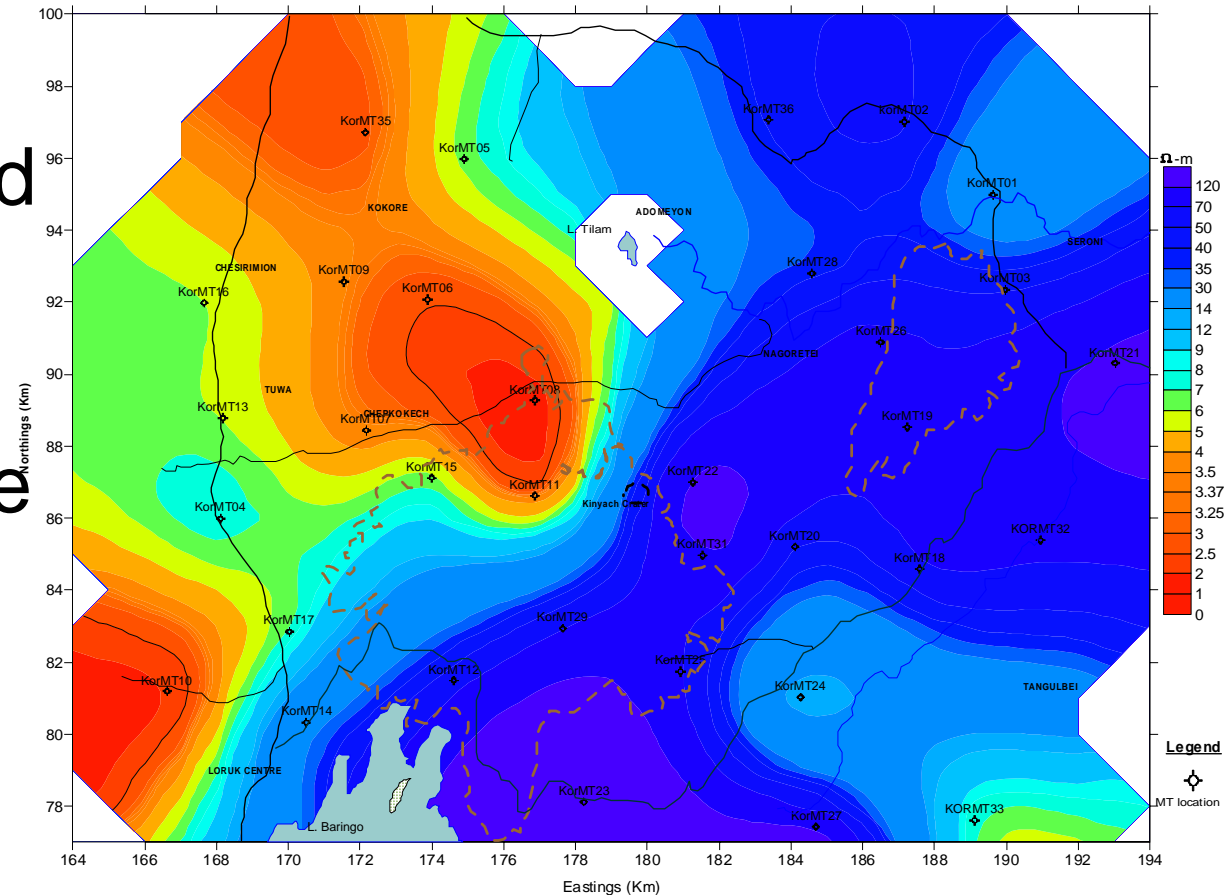 100
98
96
94
92
90
88
86
84
82
80
78
Northings (Km)
d
e
KorMT35
KorMT05
KorMT36
KorMT02
KorMT01
KOKORE
ADOMEYON
L. Tilam
SERONI
CHESIRIMION
KorMT16
KorMT09
KorMT06
KorMT28
KorMT03
KorMT26
NAGORETEI
KorMT21
TUWA
KorMT08
KorMT13
CHEPKOKECH
KorMT07
KorMT19
KorMT15
KorMT22
KorMT11
Kinyach Centre
KorMT04
KorMT31
KorMT20
KORMT32
KorMT18
KorMT17
KorMT29
KorMT10
KorMT12
KorMT25
KorMT24
TANGULBEI
KorMT14
LORUK CENTRE
KorMT23
KorMT27
KORMT33
L. Baringo
164 166 168 170 172 174 176 178 180 182 184 186 188 190 192 194
Eastings (Km)
Ω-m
120
70
50
40
35
30
14
12
9
8
7
6
5
4
3.5
3.37
3.25
3
2.5
2
1
0
Legend
MT location